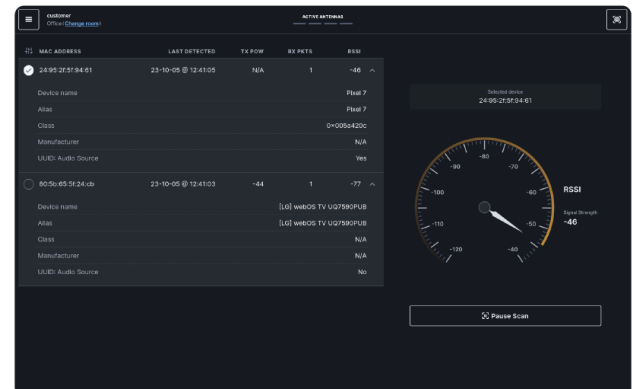 customer
Office (Change room)
ACTIVE ANTENNAS
MAC ADDRESS LAST DETECTED TX POW RX PKTS RSSI
24:95:2f:5f:94:61 23-10-05 @ 12:41:05 N/A 1 -46
Device name Pixel 7
Alias Pixel 7
Class 0x005a420c
Manufacturer N/A
UUID: Audio Source Yes
80:5b:65:5f:24:cb 23-10-05 @ 12:41:03 -44 1 -77
Device name [LG] webOS TV UQ7590PUB
Alias [LG] webOS TV UQ7590PUB
Class N/A
Manufacturer N/A
UUID: Audio Source No
Selected device
24:95:2f:5f:94:61
-80
-90 -70
-100 -60
-110 -50
-120 -40
RSSI
Signal Strength
-46
Pause Scan